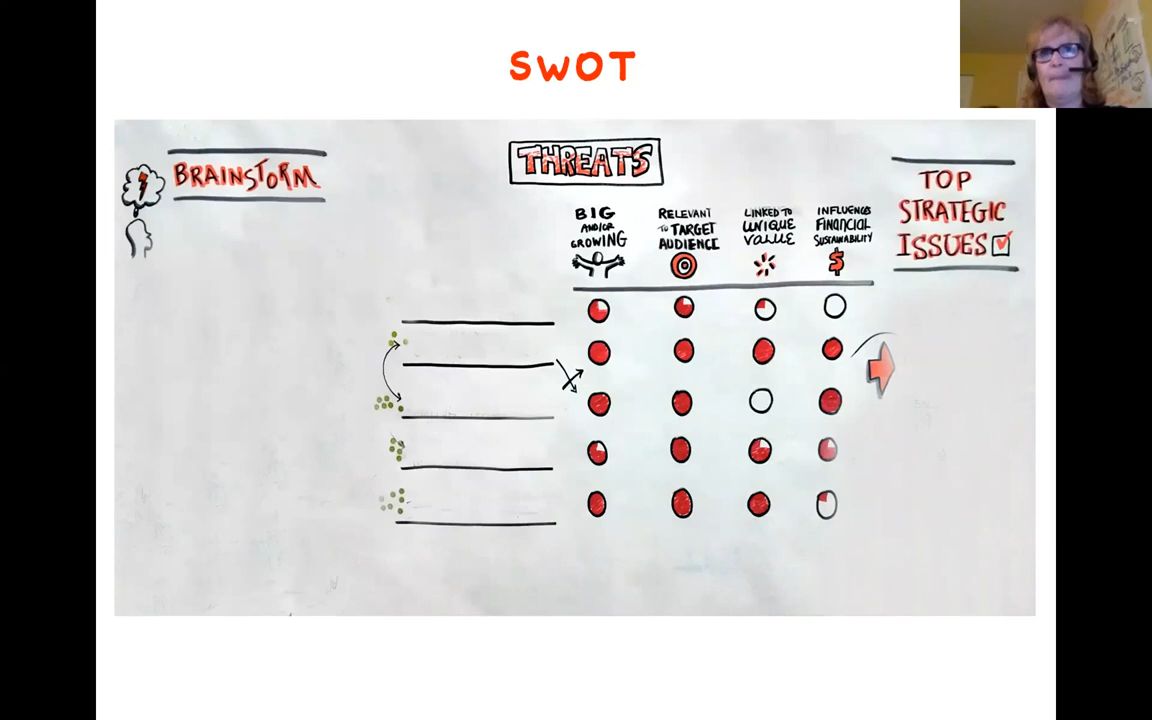 SWOT
BRAINSTORM
THREATS
BIG
AND/OR
GROWING
RELEVANT
TO TARGET
AUDIENCE
LINKED TO
UNIQUE
VALUE
INFLUENCES
FINANCIAL
SUSTAINABILITY
$
TOP
STRATEGIC
ISSUES